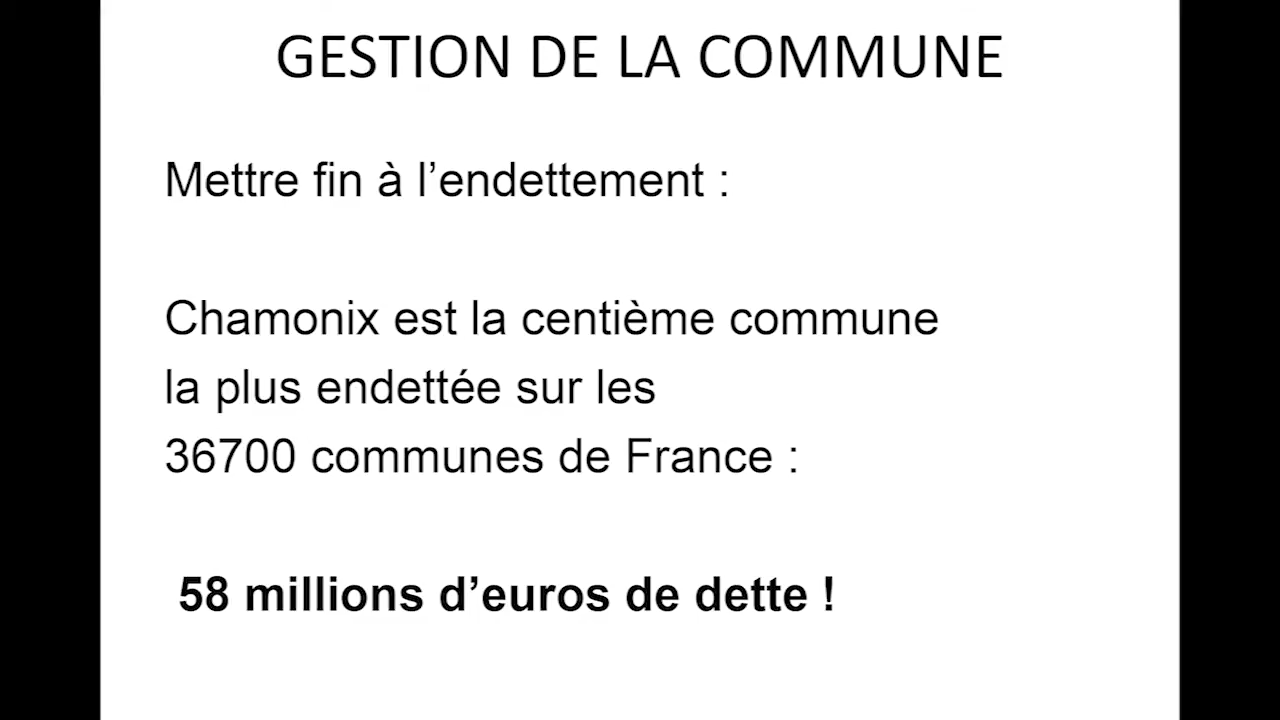 GESTION DE LA COMMUNE
Mettre fin à l’endettement :
Chamonix est la centième commune
la plus endettée sur les
36700 communes de France :
58 millions d’euros de dette !